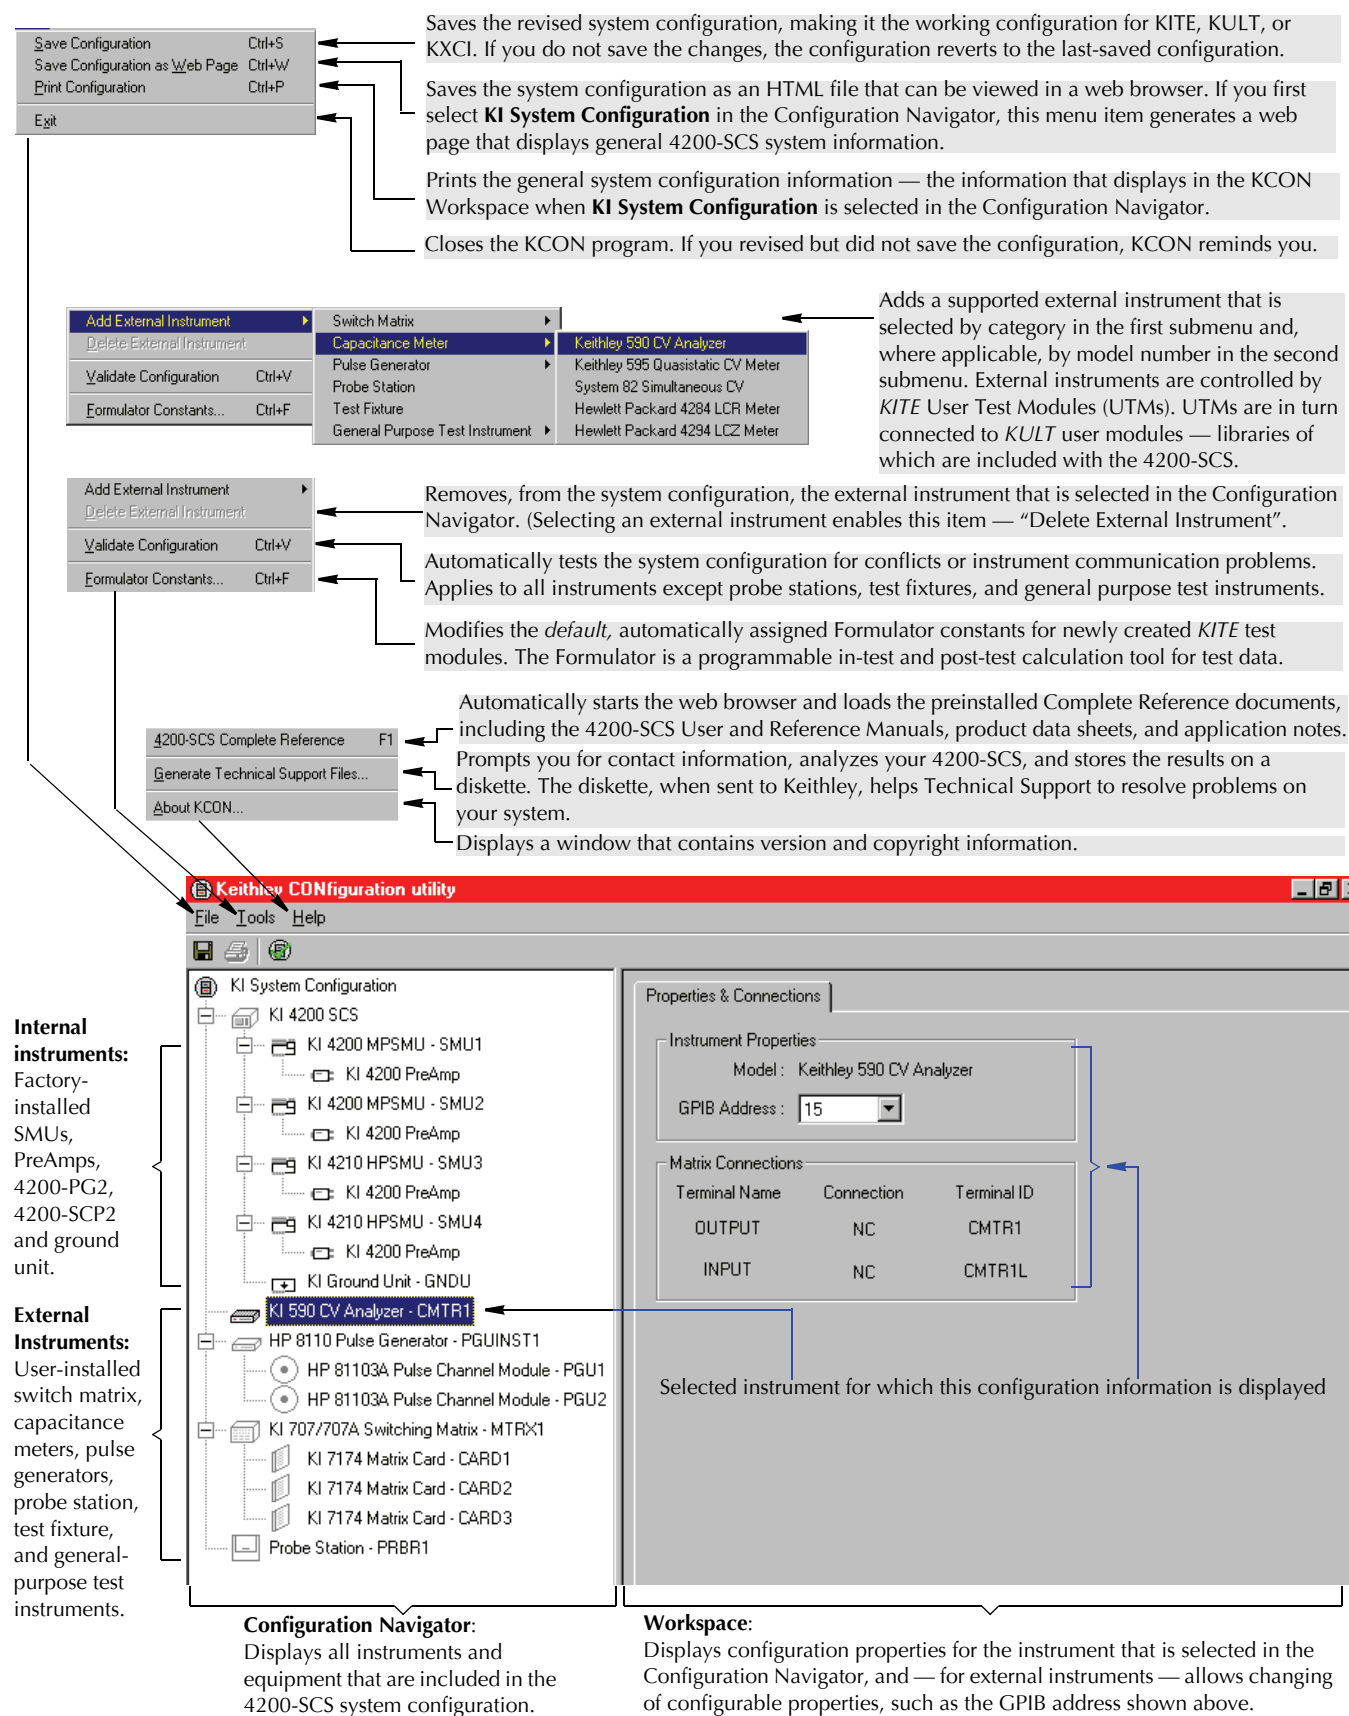 Save Configuration Ctrl+S
Save Configuration as Web Page Ctrl+W
Print Configuration Ctrl+P
Exit
Saves the revised system configuration, making it the working configuration for KITE, KULT, or
KXCI. If you do not save the changes, the configuration reverts to the last-saved configuration.
Saves the system configuration as an HTML file that can be viewed in a web browser. If you first
select KI System Configuration in the Configuration Navigator, this menu item generates a web
page that displays general 4200-SCS system information.
Prints the general system configuration information — the information that displays in the KCON
Workspace when KI System Configuration is selected in the Configuration Navigator.
Closes the KCON program. If you revised but did not save the configuration, KCON reminds you.
Add External Instrument
Delete External Instrument
Validate Configuration Ctrl+V
Formulator Constants... Ctrl+F
Switch Matrix
Capacitance Meter
Pulse Generator
Probe Station
Test Fixture
General Purpose Test Instrument
Keithley 590 CV Analyzer
Keithley 595 Quasistatic CV Meter
System 82 Simultaneous CV
Hewlett Packard 4284 LCR Meter
Hewlett Packard 4294 LCZ Meter
Adds a supported external instrument that is
selected by category in the first submenu and,
where applicable, by model number in the second
submenu. External instruments are controlled by
KITE User Test Modules (UTMs). UTMs are in turn
connected to KULT user modules — libraries of
which are included with the 4200-SCS.
Add External Instrument
Delete External Instrument
Validate Configuration Ctrl+V
Formulator Constants... Ctrl+F
Removes, from the system configuration, the external instrument that is selected in the Configuration
Navigator. (Selecting an external instrument enables this item — “Delete External Instrument”.
Automatically tests the system configuration for conflicts or instrument communication problems.
Applies to all instruments except probe stations, test fixtures, and general purpose test instruments.
Modifies the default, automatically assigned Formulator constants for newly created KITE test
modules. The Formulator is a programmable in-test and post-test calculation tool for test data.
4200-SCS Complete Reference F1
Generate Technical Support Files...
About KCON...
Automatically starts the web browser and loads the preinstalled Complete Reference documents,
including the 4200-SCS User and Reference Manuals, product data sheets, and application notes.
Prompts you for contact information, analyzes your 4200-SCS, and stores the results on a
diskette. The diskette, when sent to Keithley, helps Technical Support to resolve problems on
your system.
Displays a window that contains version and copyright information.
Keithley CONfiguration utility
File Tools Help
KI System Configuration
KI 4200 SCS
KI 4200 MPSMU - SMU1
KI 4200 PreAmp
KI 4200 MPSMU - SMU2
KI 4200 PreAmp
KI 4210 HPSMU - SMU3
KI 4200 PreAmp
KI 4210 HPSMU - SMU4
KI 4200 PreAmp
KI Ground Unit - GNDU
KI 590 CV Analyzer - CMTR1
HP 8110 Pulse Generator - PGUINST1
HP 81103A Pulse Channel Module - PGU1
HP 81103A Pulse Channel Module - PGU2
KI 707/707A Switching Matrix - MTRX1
KI 7174 Matrix Card - CARD1
KI 7174 Matrix Card - CARD2
KI 7174 Matrix Card - CARD3
Probe Station - PRBR1
Properties & Connections
Instrument Properties
Model : Keithley 590 CV Analyzer
GPIB Address : 15
Matrix Connections
Terminal Name Connection Terminal ID
OUTPUT NC CMTR1
INPUT NC CMTR1L
Selected instrument for which this configuration information is displayed
Internal
instruments:
Factory-
installed
SMUs,
PreAmps,
4200-PG2,
4200-SCP2
and ground
unit.
External
Instruments:
User-installed
switch matrix,
capacitance
meters, pulse
generators,
probe station,
test fixture,
and general-
purpose test
instruments.
Configuration Navigator:
Displays all instruments and
equipment that are included in the
4200-SCS system configuration.
Workspace:
Displays configuration properties for the instrument that is selected in the
Configuration Navigator, and — for external instruments — allows changing
of configurable properties, such as the GPIB address shown above.